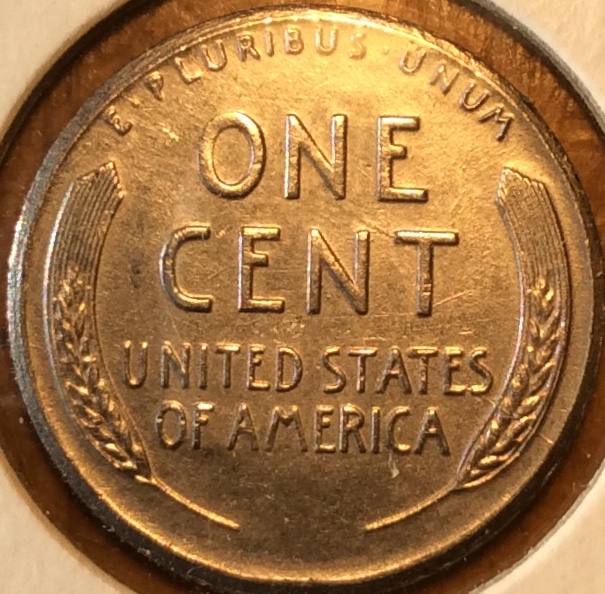 E·PLURIBUS·UNUM
ONE
CENT
UNITED STATES
OF AMERICA